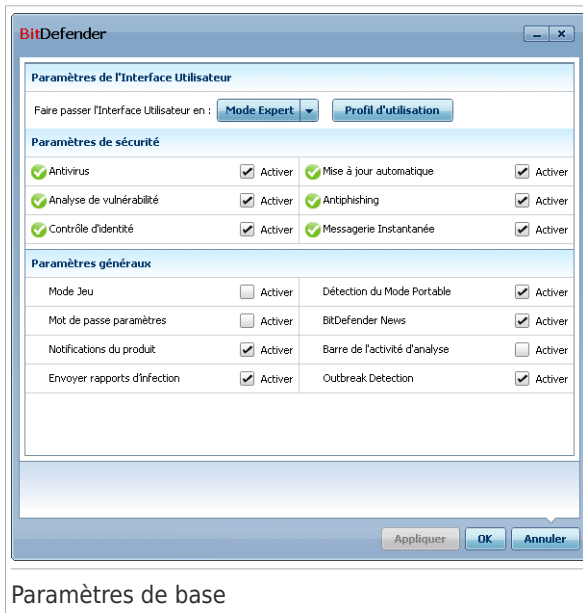 BitDefender
Paramètres de l'Interface Utilisateur
Faire passer l'Interface Utilisateur en : Mode Expert Profil d'utilisation
Paramètres de sécurité
Antivirus Activer Mise à jour automatique Activer
Analyse de vulnérabilité Activer Antiphishing Activer
Contrôle d'identité Activer Messagerie Instantanée Activer
Paramètres généraux
Mode Jeu Activer Détection du Mode Portable Activer
Mot de passe paramètres Activer BitDefender News Activer
Notifications du produit Activer Barre de l'activité d'analyse Activer
Envoyer rapports d'infection Activer Outbreak Detection Activer
Appliquer OK Annuler
Paramètres de base